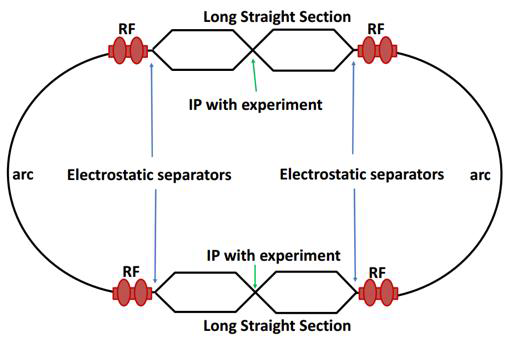 Long Straight Section
RF
RF
IP with experiment
arc
Electrostatic separators
Electrostatic separators
arc
IP with experiment
RF
RF
Long Straight Section